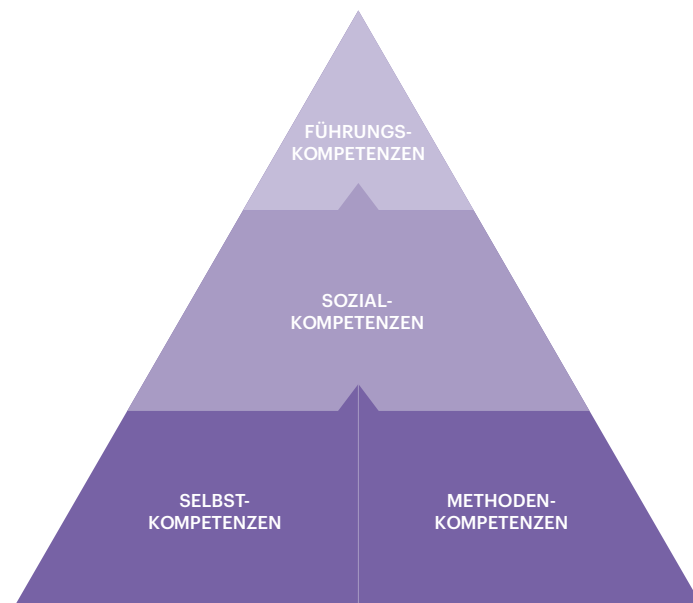 FÜHRUNGS-
KOMPETENZEN
SOZIAL-
KOMPETENZEN
SELBST-
KOMPETENZEN
METHODEN-
KOMPETENZEN